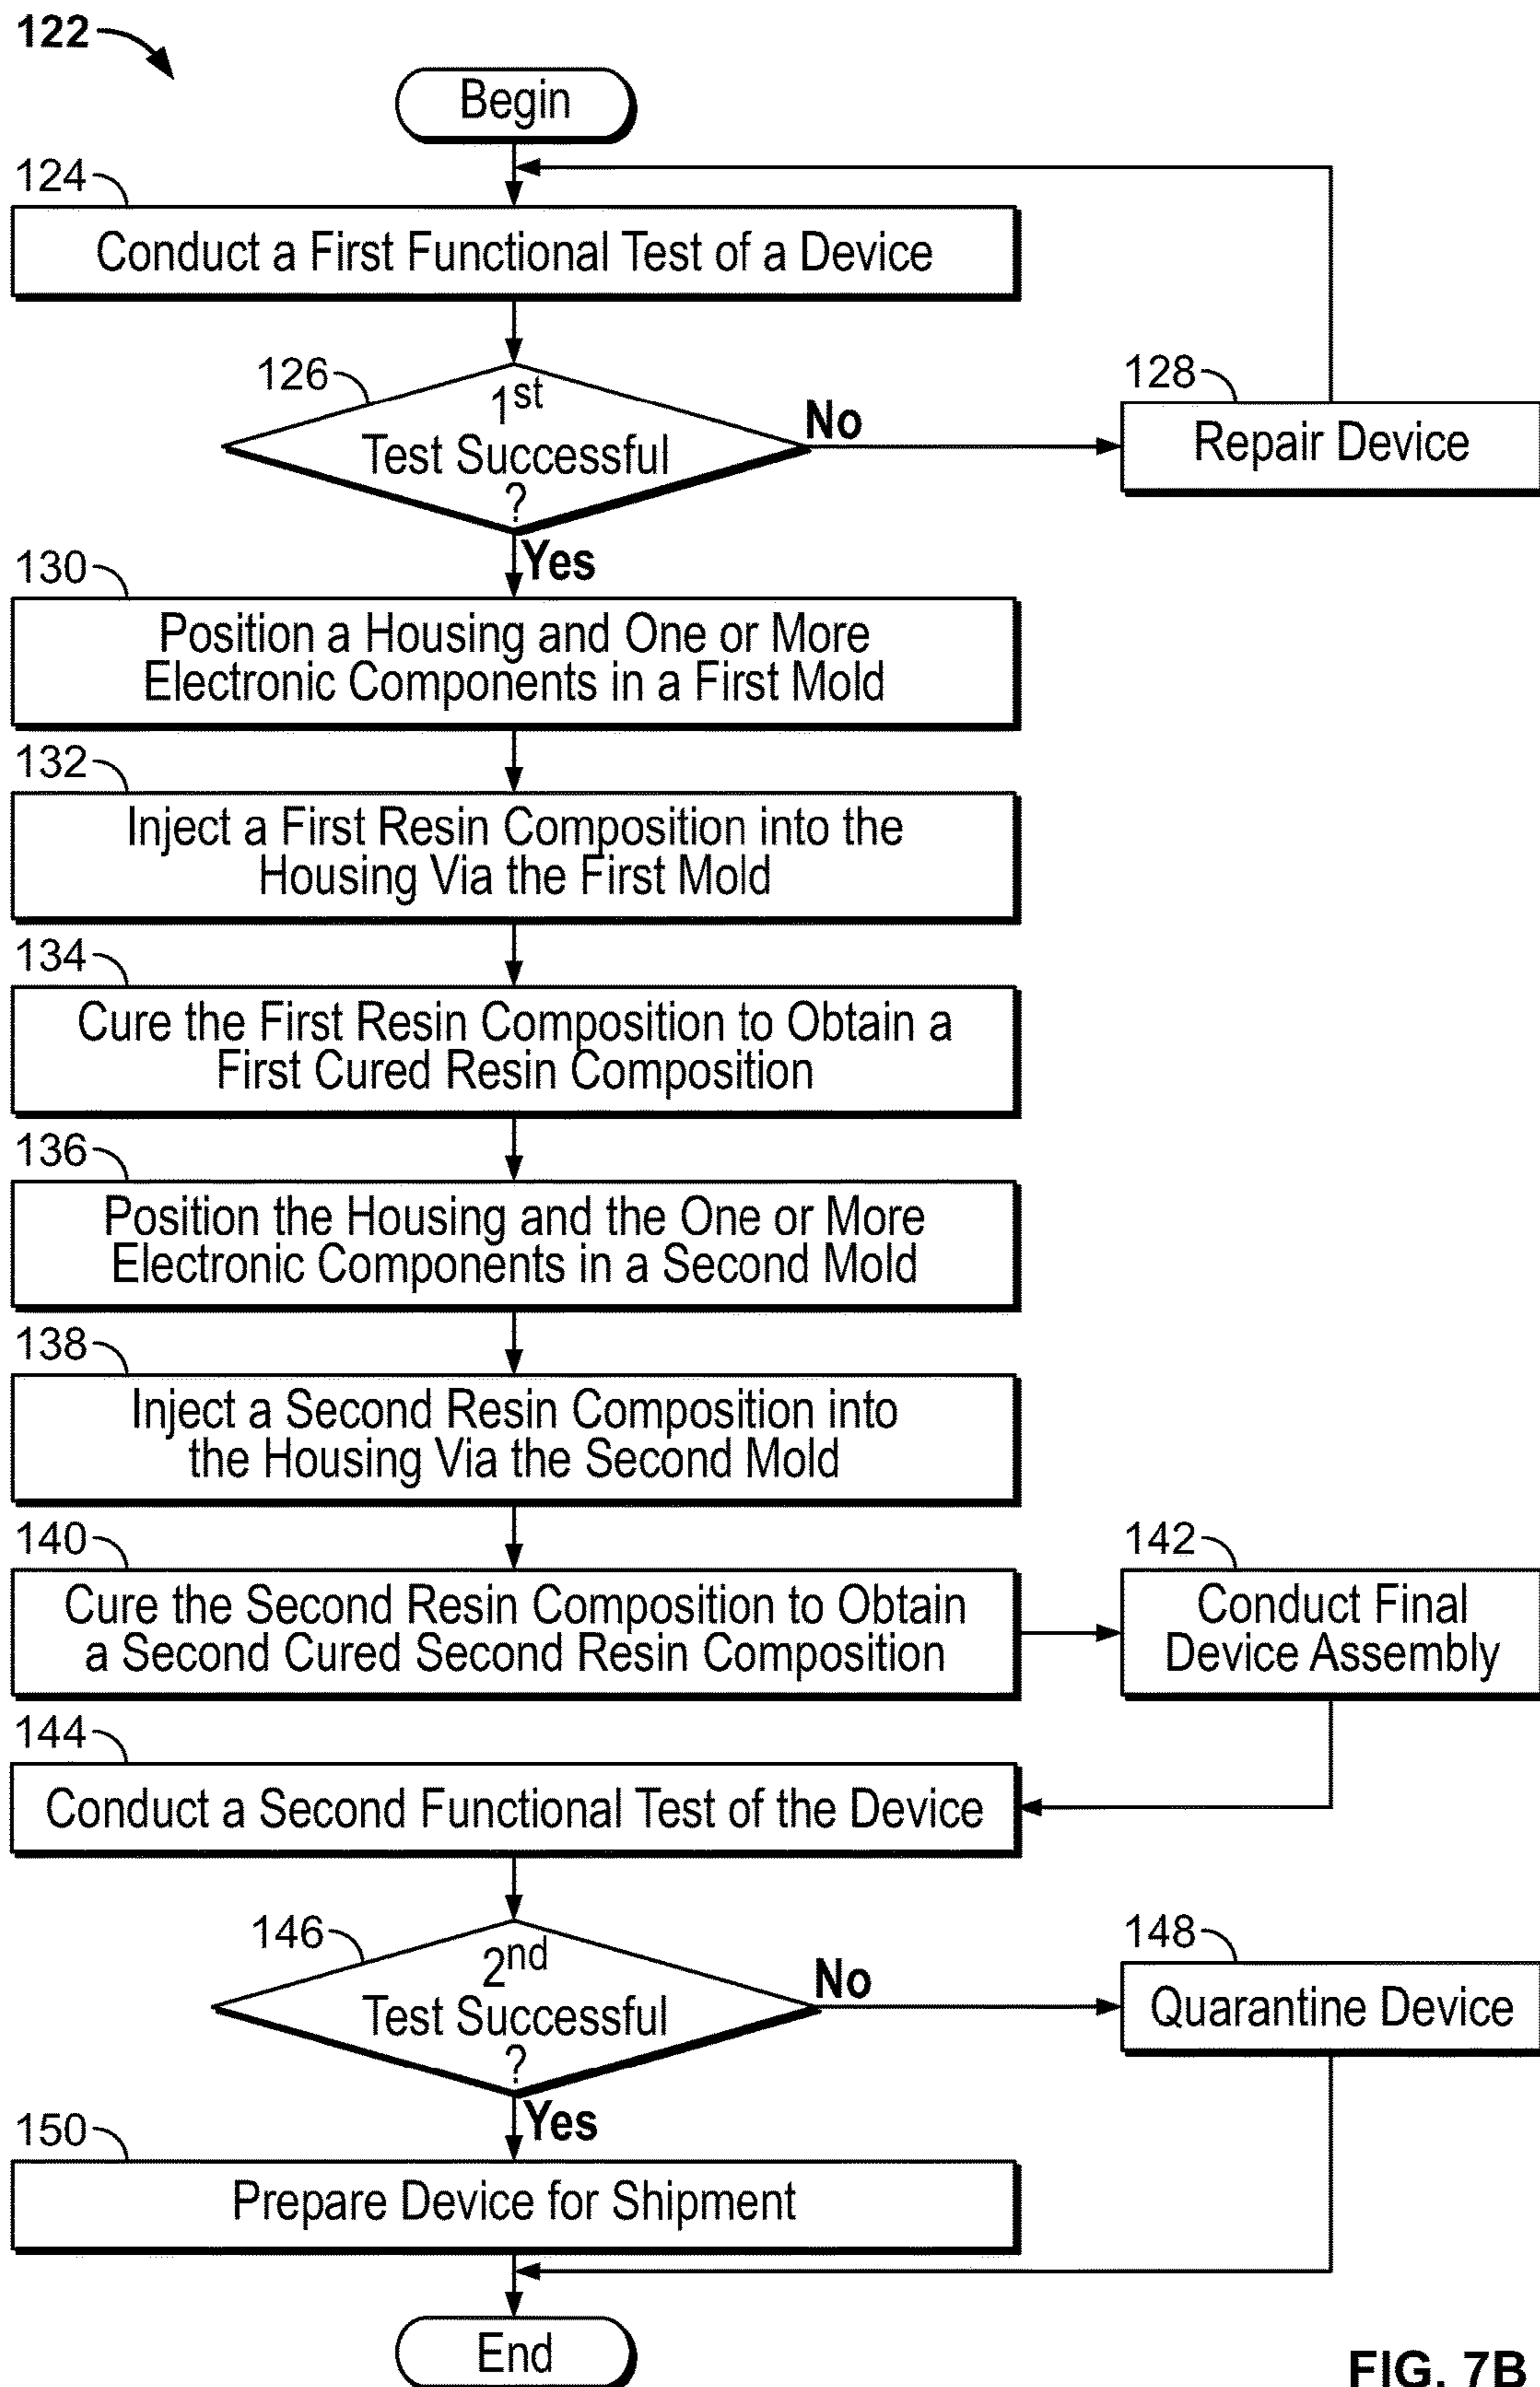 122
Begin
124
Conduct a First Functional Test of a Device
126
1st
Test Successful
?
No
128
Repair Device
Yes
130
Position a Housing and One or More
Electronic Components in a First Mold
132
Inject a First Resin Composition into the
Housing Via the First Mold
134
Cure the First Resin Composition to Obtain a
First Cured Resin Composition
136
Position the Housing and the One or More
Electronic Components in a Second Mold
138
Inject a Second Resin Composition into
the Housing Via the Second Mold
140
Cure the Second Resin Composition to Obtain
a Second Cured Second Resin Composition
142
Conduct Final
Device Assembly
144
Conduct a Second Functional Test of the Device
146
2nd
Test Successful
?
No
148
Quarantine Device
Yes
150
Prepare Device for Shipment
End
FIG. 7B